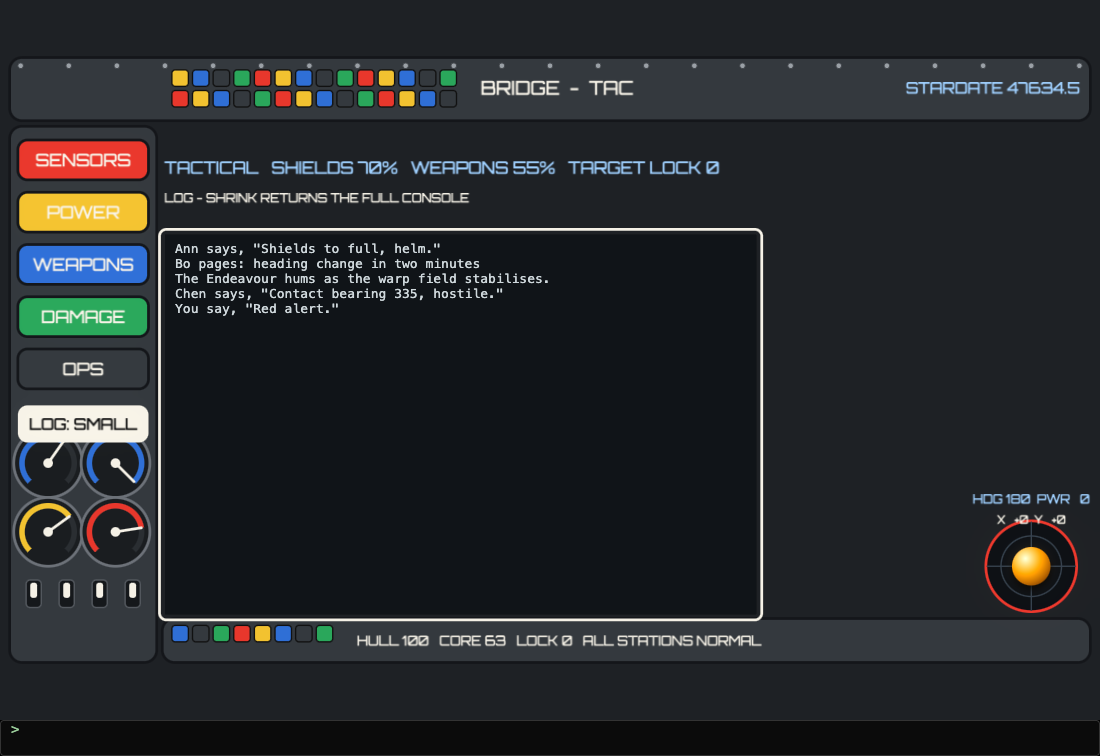 BRIDGE - TAC
STARDATE 47634.5
SENSORS
POWER
WEAPONS
DAMAGE
OPS
LOG: SMALL
TACTICAL SHIELDS 70% WEAPONS 55% TARGET LOCK 0
LOG - SHRINK RETURNS THE FULL CONSOLE
Ann says, "Shields to full, helm."
Bo pages: heading change in two minutes
The Endeavour hums as the warp field stabilises.
Chen says, "Contact bearing 335, hostile."
You say, "Red alert."
HDG 180 PWR 0
X +0 Y +0
HULL 100 CORE 63 LOCK 0 ALL STATIONS NORMAL
>